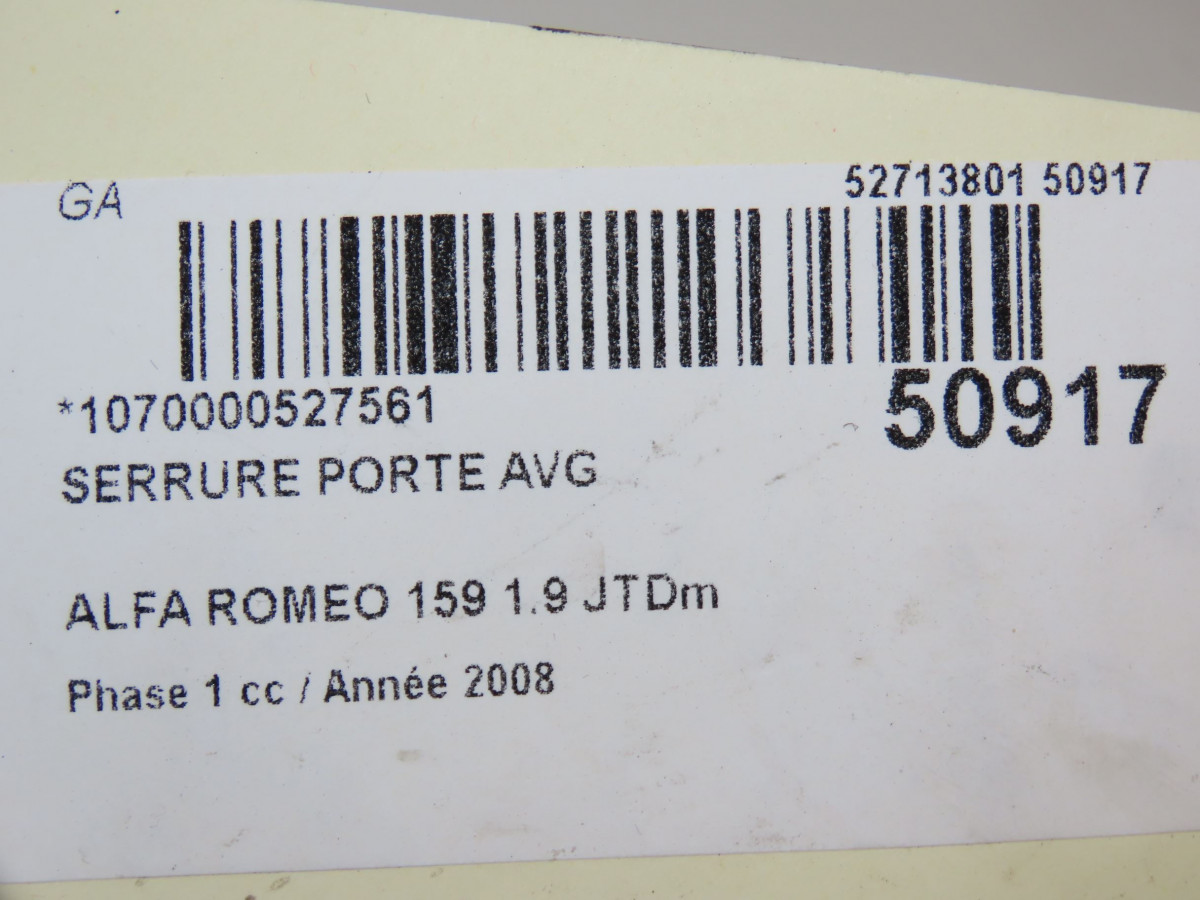 GA
52713801 50917
*1070000527561
50917
SERRURE PORTE AVG
ALFA ROMEO 159 1.9 JTDm
Phase 1 cc / Année 2008